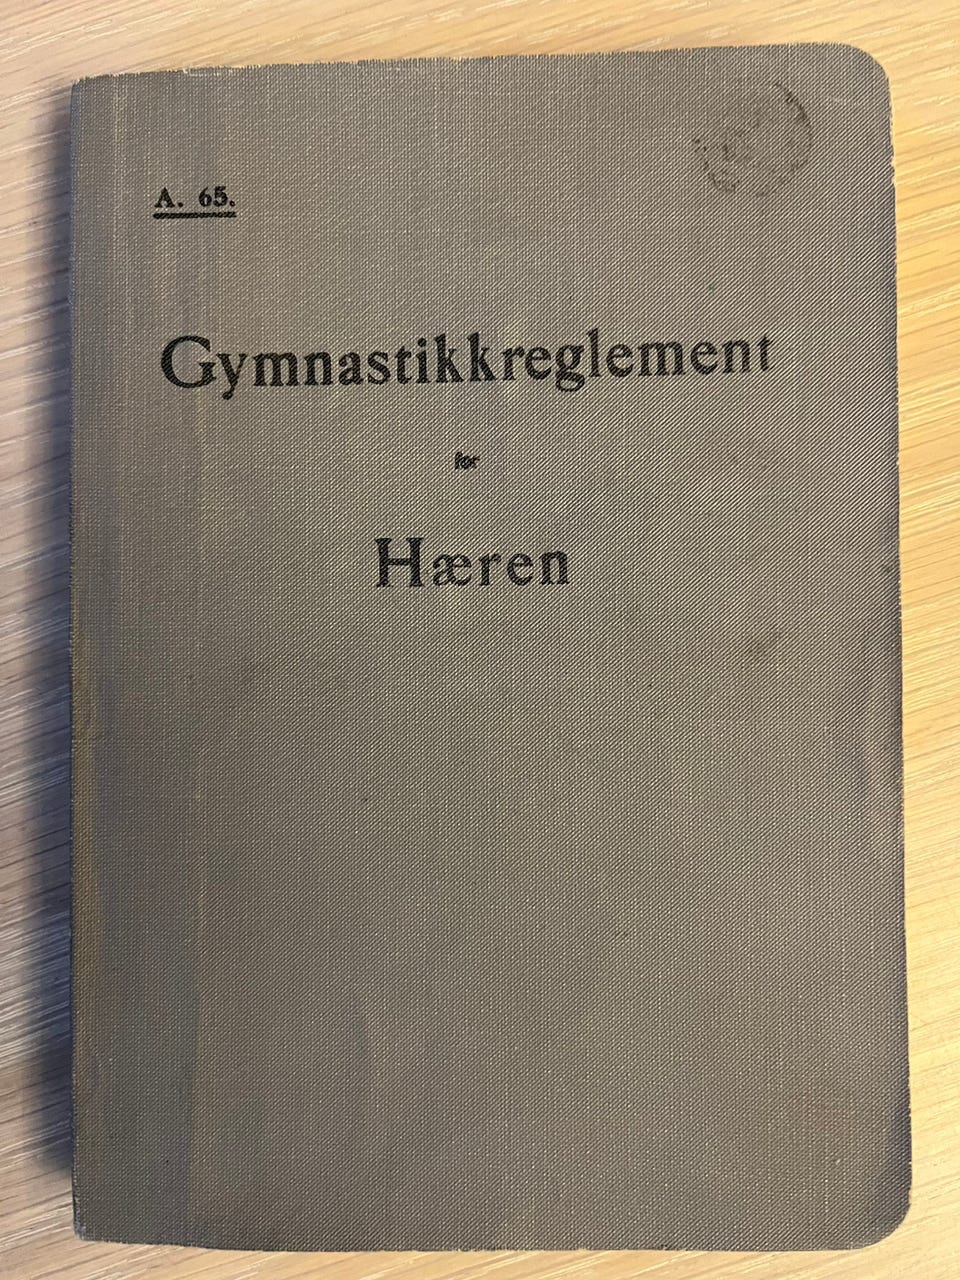 A. 65.
Gymnastikkreglement
for
Hæren